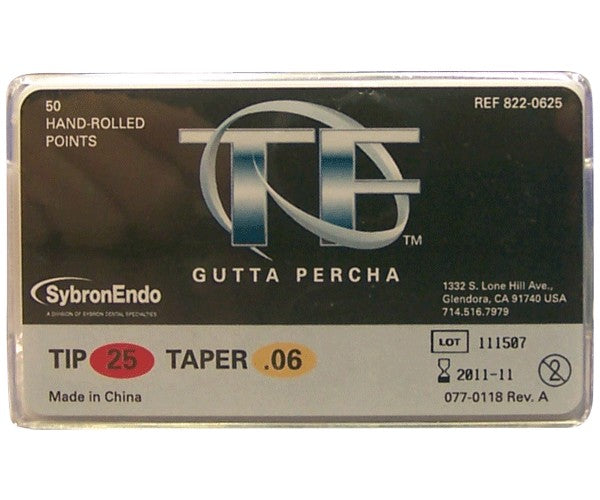 50
HAND-ROLLED
POINTS
REF 822-0625
TF™
GUTTA PERCHA
SybronEndo
A DIVISION OF SYBRON DENTAL SPECIALTIES
1332 S. Lone Hill Ave.,
Glendora, CA 91740 USA
714.516.7979
TIP 25 TAPER .06
LOT 111507
2011-11
2
Made in China
077-0118 Rev. A